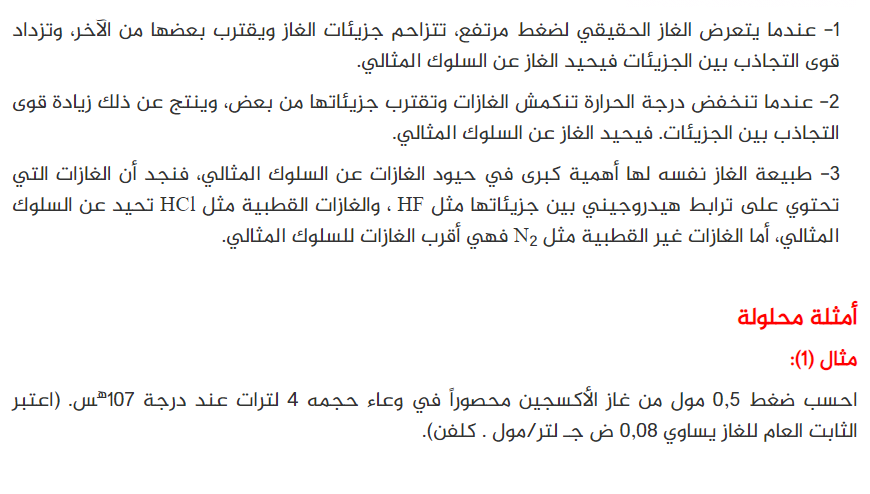 1- عندما يتعرض الغاز الحقيقي لضغط مرتفع، تتزاحم جزيئات الغاز ويقترب بعضها من الآخر، وتزداد
قوى التجاذب بين الجزيئات فيحيد الغاز عن السلوك المثالي.
2- عندما تنخفض درجة الحرارة تنكمش الغازات وتقترب جزيئاتها من بعض، وينتج عن ذلك زيادة قوى
التجاذب بين الجزيئات. فيحيد الغاز عن السلوك المثالي.
3- طبيعة الغاز نفسه لها أهمية كبرى في حيود الغازات عن السلوك المثالي، فنجد أن الغازات التي
تحتوي على ترابط هيدروجيني بين جزيئاتها مثل HF ، والغازات القطبية مثل HCl تحيد عن السلوك
المثالي، أما الغازات غير القطبية مثل N₂ فهي أقرب الغازات للسلوك المثالي.
أمثلة محلولة
مثال (1):
احسب ضغط 0,5 مول من غاز الأكسجين محصوراً في وعاء حجمه 4 لترات عند درجة 107هْس. (اعتبر
الثابت العام للغاز يساوي 0,08 ض جـ لتر/مول . كلفن).